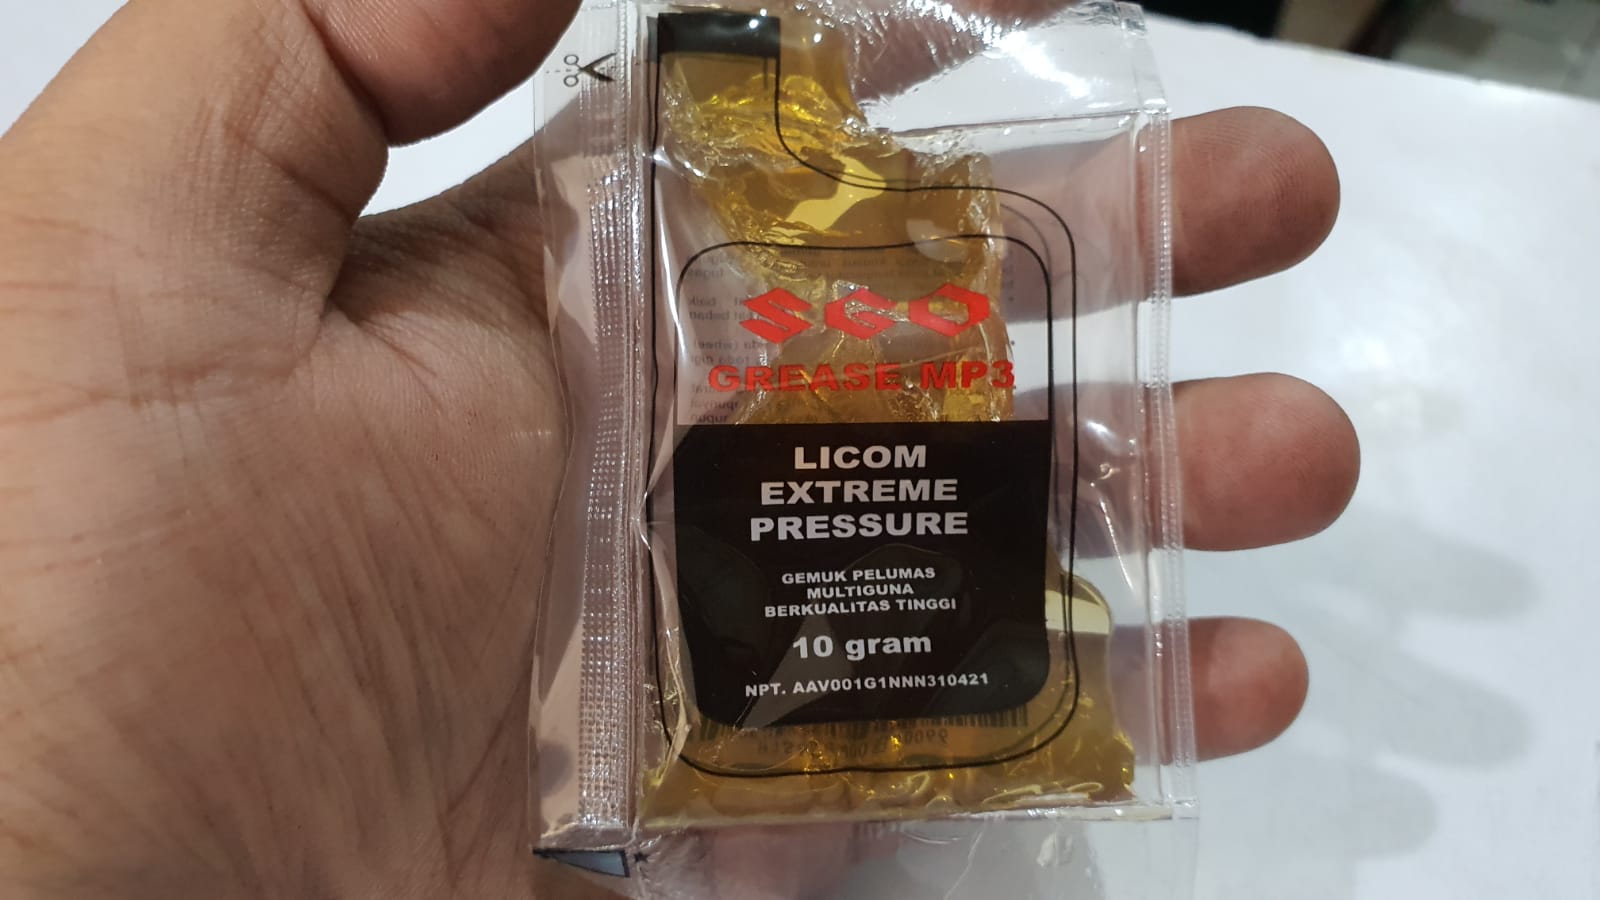 SGO
GREASE MP3
LICOM
EXTREME
PRESSURE
GEMUK PELUMAS
MULTIGUNA
BERKUALITAS TINGGI
10 gram
NPT. AAV001G1NNN310421